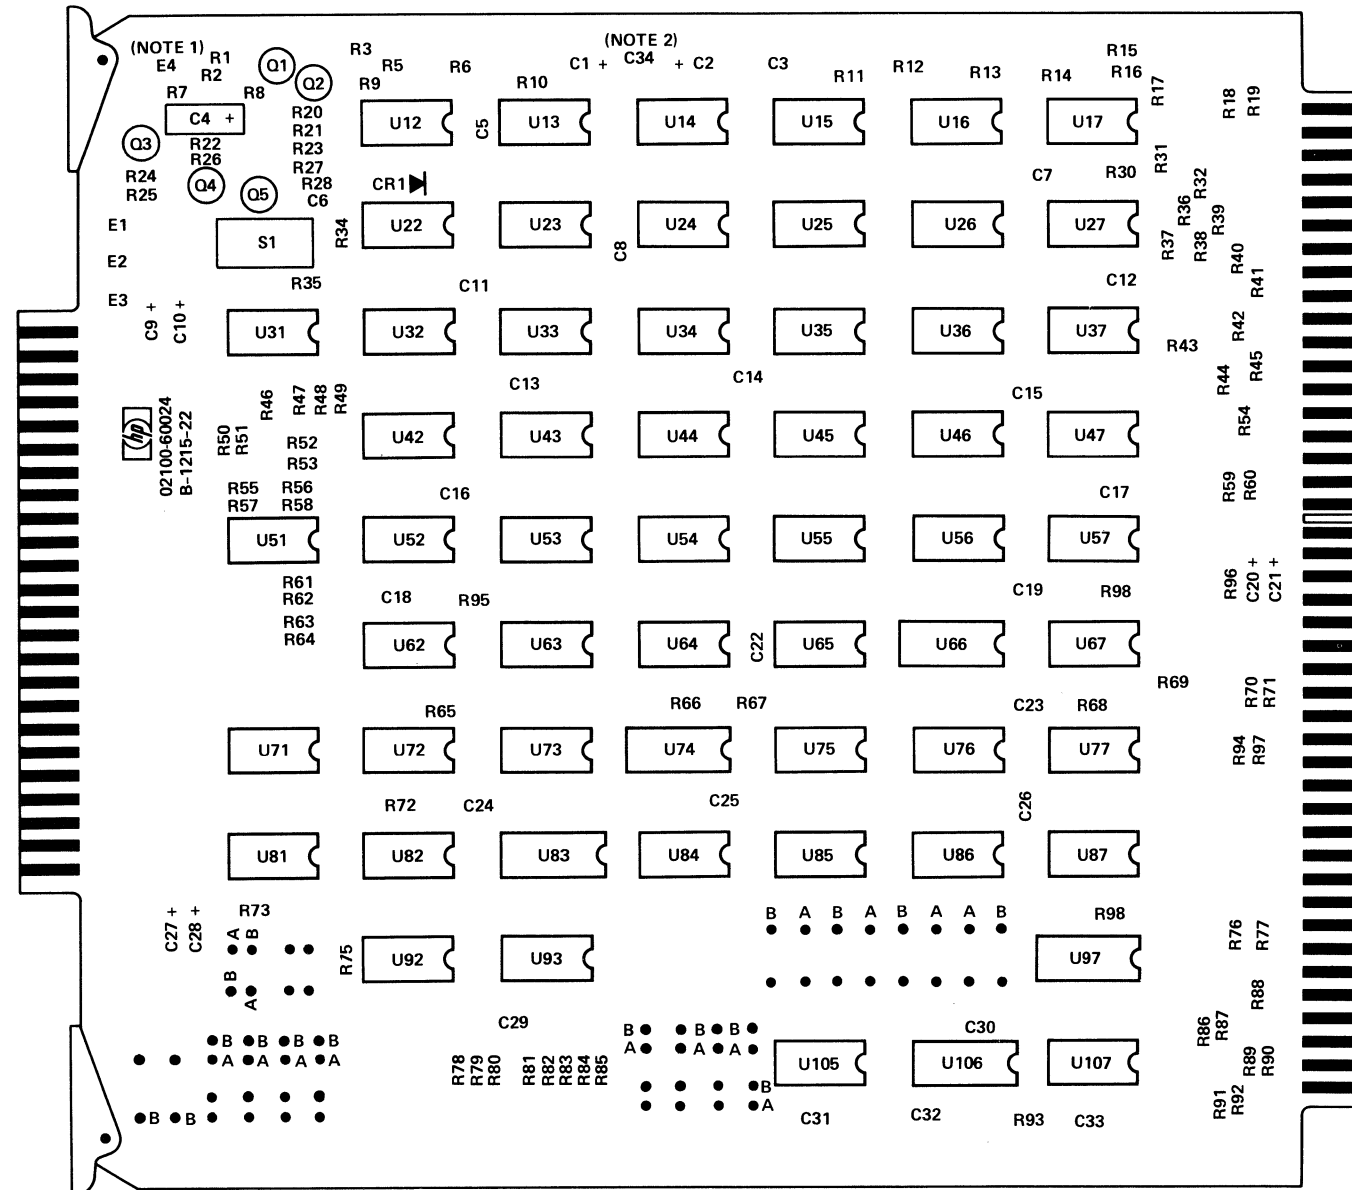 (NOTE 1)
E4
R1
R2
Q1
Q2
R3
R5
R6
R9
R10
C1 +
(NOTE 2)
C34
+ C2
C3
R11
R12
R13
R14
R15
R16
R17
R18
R19
R7
R8
C4 +
R20
R21
R23
R27
R28
C6
Q3
R22
R26
R24
R25
Q4
Q5
U12
C5
U13
U14
U15
U16
U17
CR1
C7
R30
R31
R32
R36
R39
R37
R38
R40
R41
E1
E2
E3
S1
R34
R35
U22
U23
C8
U24
U25
U26
U27
C9 +
C10 +
C11
C12
U31
U32
U33
U34
U35
U36
U37
R43
R42
R44
R45
C13
C14
C15
hp
02100-60024
B-1215-22
R46
R47
R48
R49
R50
R51
R52
R53
U42
U43
U44
U45
U46
U47
R54
R55
R56
R57
R58
C16
C17
R59
R60
U51
U52
U53
U54
U55
U56
U57
R61
R62
R63
R64
C18
R95
C19
R98
R96
C20 +
C21 +
U62
U63
U64
C22
U65
U66
U67
R69
R70
R71
R65
R66
R67
C23
R68
U71
U72
U73
U74
U75
U76
U77
R94
R97
R72
C24
C25
C26
U81
U82
U83
U84
U85
U86
U87
C27 +
C28 +
R73
A
B
B
A
R75
U92
U93
B A B A B A A B
R98
U97
R76
R77
R88
R86
R87
R89
R90
R91
R92
B B B B
A A A A
B B
C29
R78
R79
R80
R81
R82
R83
R84
R85
B A B B
A B A A
B
A
C30
U105
U106
U107
C31
C32
R93
C33